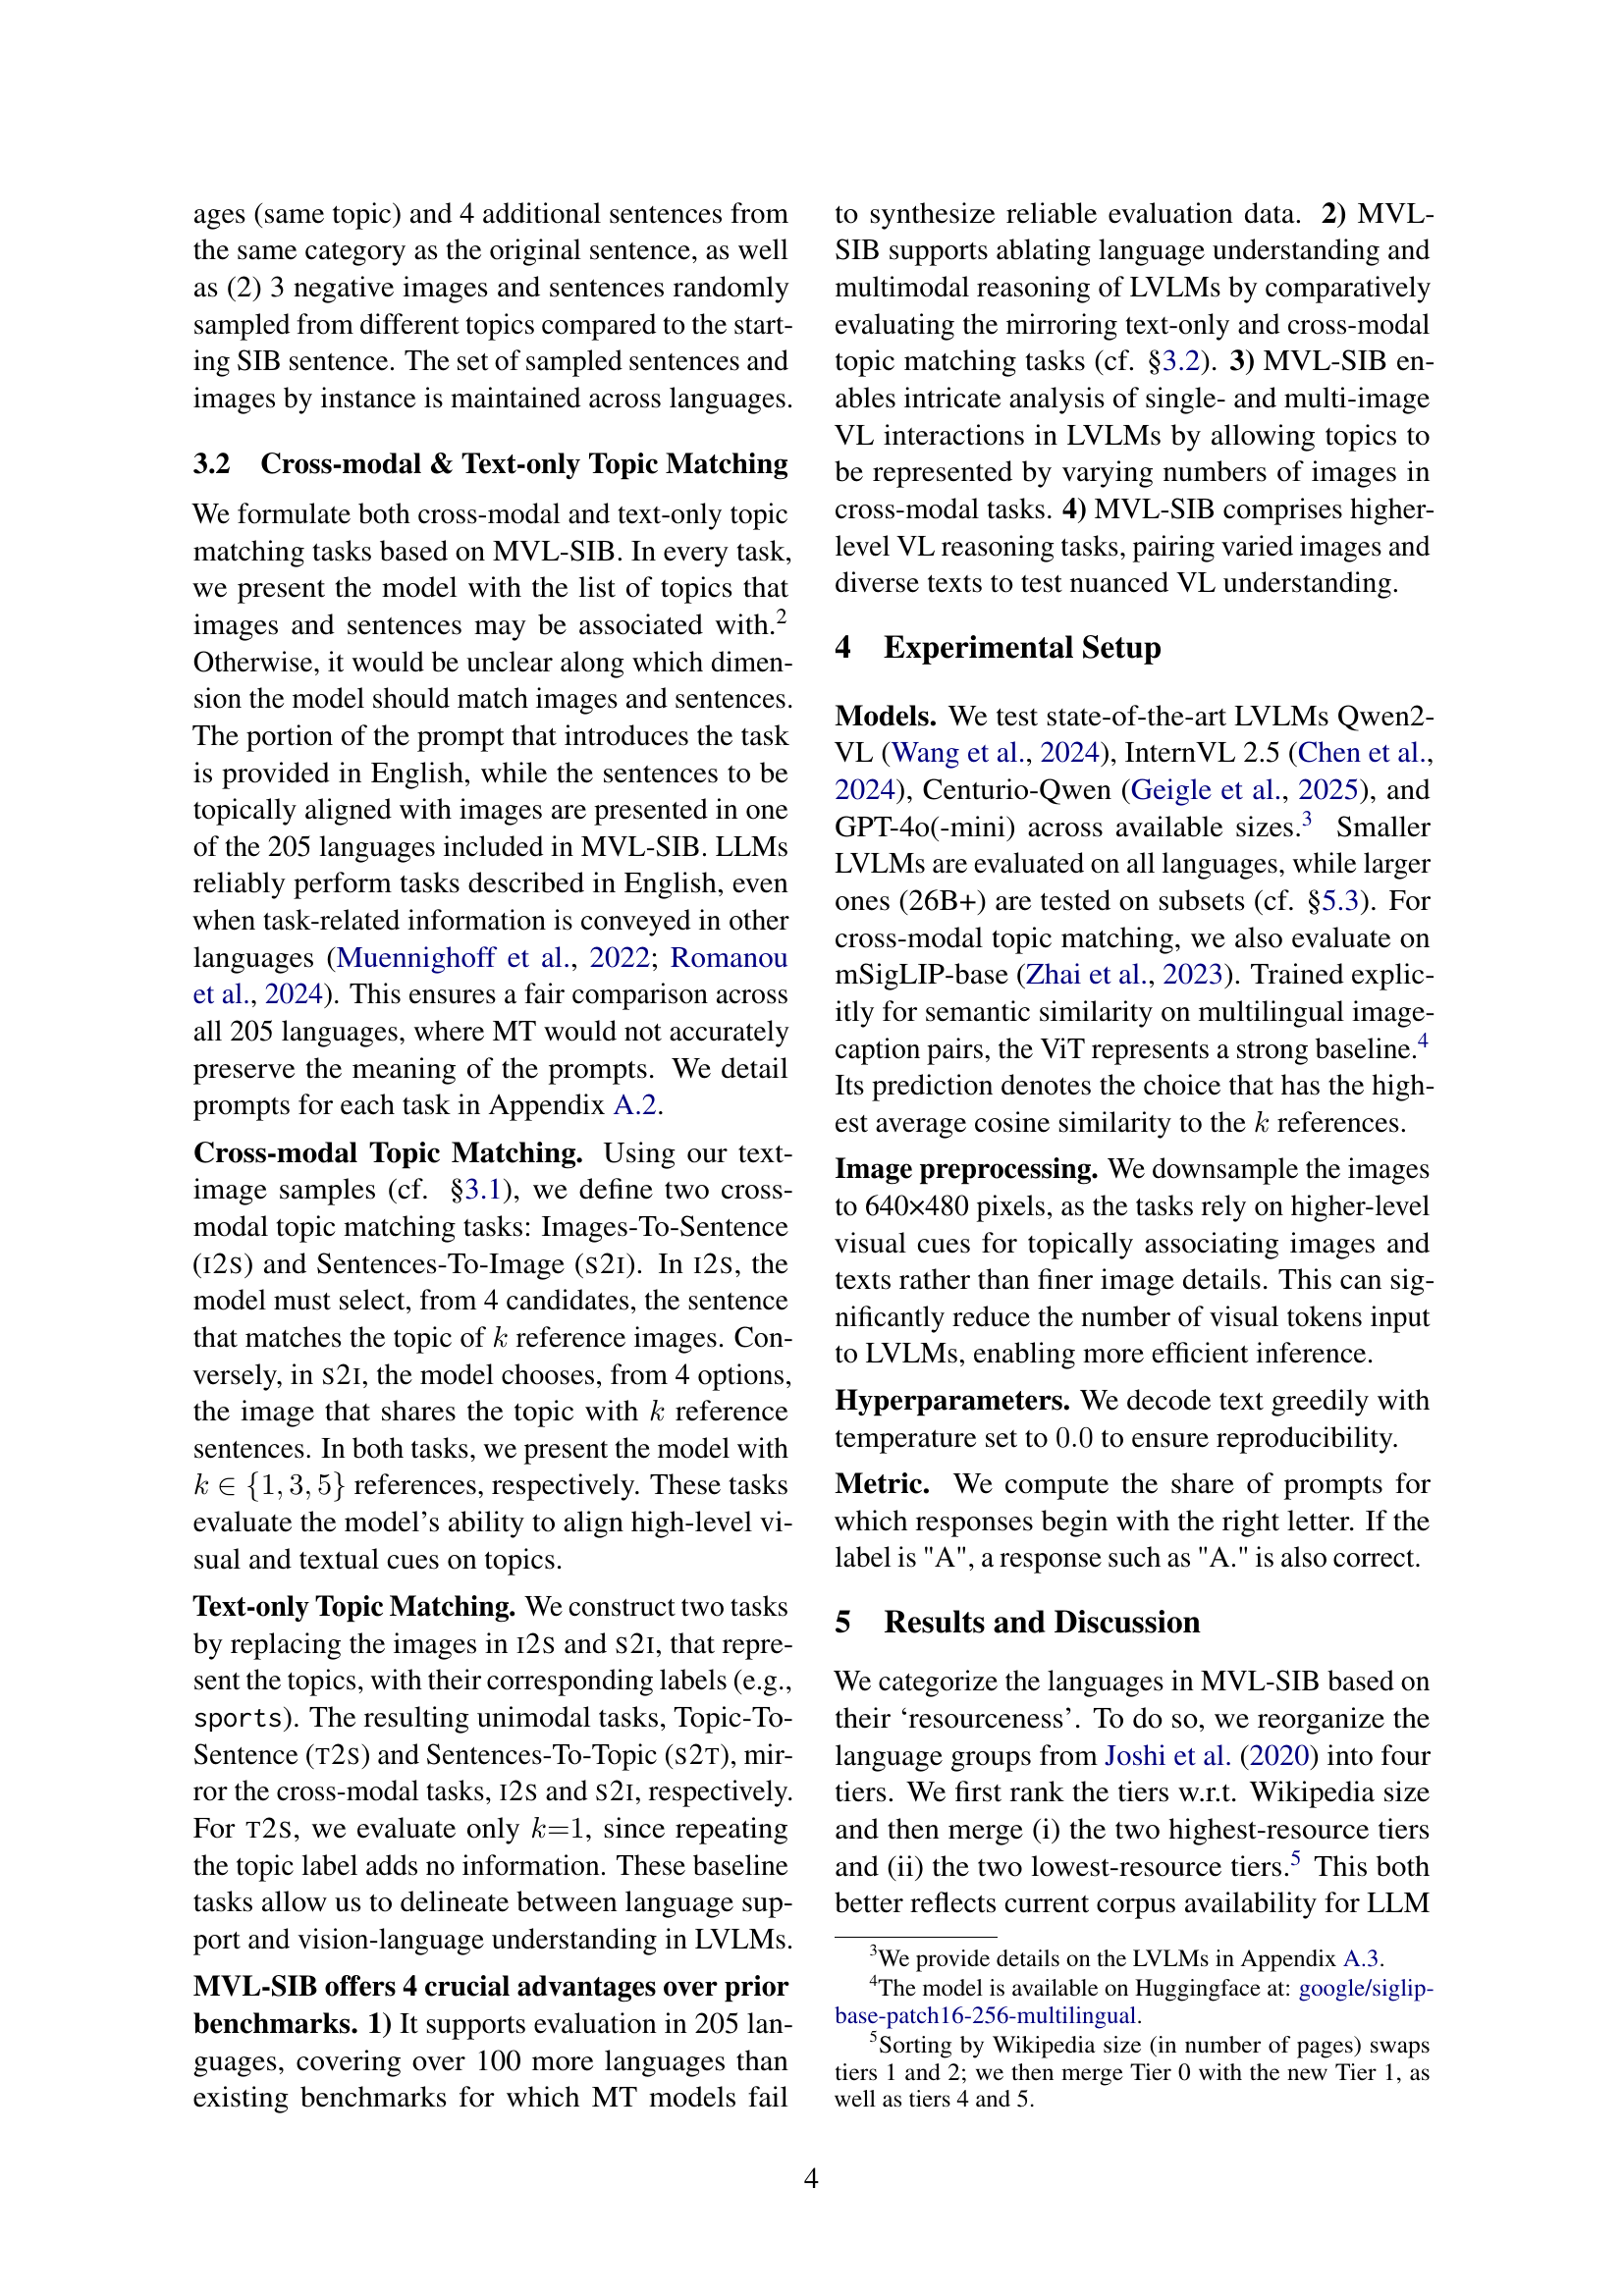 ages (same topic) and 4 additional sentences from
the same category as the original sentence, as well
as (2) 3 negative images and sentences randomly
sampled from different topics compared to the start-
ing SIB sentence. The set of sampled sentences and
images by instance is maintained across languages.
3.2 Cross-modal & Text-only Topic Matching
We formulate both cross-modal and text-only topic
matching tasks based on MVL-SIB. In every task,
we present the model with the list of topics that
images and sentences may be associated with.2
Otherwise, it would be unclear along which dimen-
sion the model should match images and sentences.
The portion of the prompt that introduces the task
is provided in English, while the sentences to be
topically aligned with images are presented in one
of the 205 languages included in MVL-SIB. LLMs
reliably perform tasks described in English, even
when task-related information is conveyed in other
languages (Muennighoff et al., 2022; Romanou
et al., 2024). This ensures a fair comparison across
all 205 languages, where MT would not accurately
preserve the meaning of the prompts. We detail
prompts for each task in Appendix A.2.
Cross-modal Topic Matching. Using our text-
image samples (cf. §3.1), we define two cross-
modal topic matching tasks: Images-To-Sentence
(I2S) and Sentences-To-Image (S2I). In I2S, the
model must select, from 4 candidates, the sentence
that matches the topic of k reference images. Con-
versely, in S2I, the model chooses, from 4 options,
the image that shares the topic with k reference
sentences. In both tasks, we present the model with
k ∈ {1, 3, 5} references, respectively. These tasks
evaluate the model's ability to align high-level vi-
sual and textual cues on topics.
Text-only Topic Matching. We construct two tasks
by replacing the images in I2S and S2I, that repre-
sent the topics, with their corresponding labels (e.g.,
sports). The resulting unimodal tasks, Topic-To-
Sentence (T2S) and Sentences-To-Topic (S2T), mir-
ror the cross-modal tasks, I2S and S2I, respectively.
For T2S, we evaluate only k=1, since repeating
the topic label adds no information. These baseline
tasks allow us to delineate between language sup-
port and vision-language understanding in LVLMs.
MVL-SIB offers 4 crucial advantages over prior
benchmarks. 1) It supports evaluation in 205 lan-
guages, covering over 100 more languages than
existing benchmarks for which MT models fail
to synthesize reliable evaluation data. 2) MVL-
SIB supports ablating language understanding and
multimodal reasoning of LVLMs by comparatively
evaluating the mirroring text-only and cross-modal
topic matching tasks (cf. §3.2). 3) MVL-SIB en-
ables intricate analysis of single- and multi-image
VL interactions in LVLMs by allowing topics to
be represented by varying numbers of images in
cross-modal tasks. 4) MVL-SIB comprises higher-
level VL reasoning tasks, pairing varied images and
diverse texts to test nuanced VL understanding.
4 Experimental Setup
Models. We test state-of-the-art LVLMs Qwen2-
VL (Wang et al., 2024), InternVL 2.5 (Chen et al.,
2024), Centurio-Qwen (Geigle et al., 2025), and
GPT-4o(-mini) across available sizes.3 Smaller
LVLMs are evaluated on all languages, while larger
ones (26B+) are tested on subsets (cf. §5.3). For
cross-modal topic matching, we also evaluate on
mSigLIP-base (Zhai et al., 2023). Trained explic-
itly for semantic similarity on multilingual image-
caption pairs, the ViT represents a strong baseline.4
Its prediction denotes the choice that has the high-
est average cosine similarity to the k references.
Image preprocessing. We downsample the images
to 640×480 pixels, as the tasks rely on higher-level
visual cues for topically associating images and
texts rather than finer image details. This can sig-
nificantly reduce the number of visual tokens input
to LVLMs, enabling more efficient inference.
Hyperparameters. We decode text greedily with
temperature set to 0.0 to ensure reproducibility.
Metric. We compute the share of prompts for
which responses begin with the right letter. If the
label is "A", a response such as "A." is also correct.
5 Results and Discussion
We categorize the languages in MVL-SIB based on
their ‘resourceness’. To do so, we reorganize the
language groups from Joshi et al. (2020) into four
tiers. We first rank the tiers w.r.t. Wikipedia size
and then merge (i) the two highest-resource tiers
and (ii) the two lowest-resource tiers.5 This both
better reflects current corpus availability for LLM
3We provide details on the LVLMs in Appendix A.3.
4The model is available on Huggingface at: google/siglip-
base-patch16-256-multilingual.
5Sorting by Wikipedia size (in number of pages) swaps
tiers 1 and 2; we then merge Tier 0 with the new Tier 1, as
well as tiers 4 and 5.
4